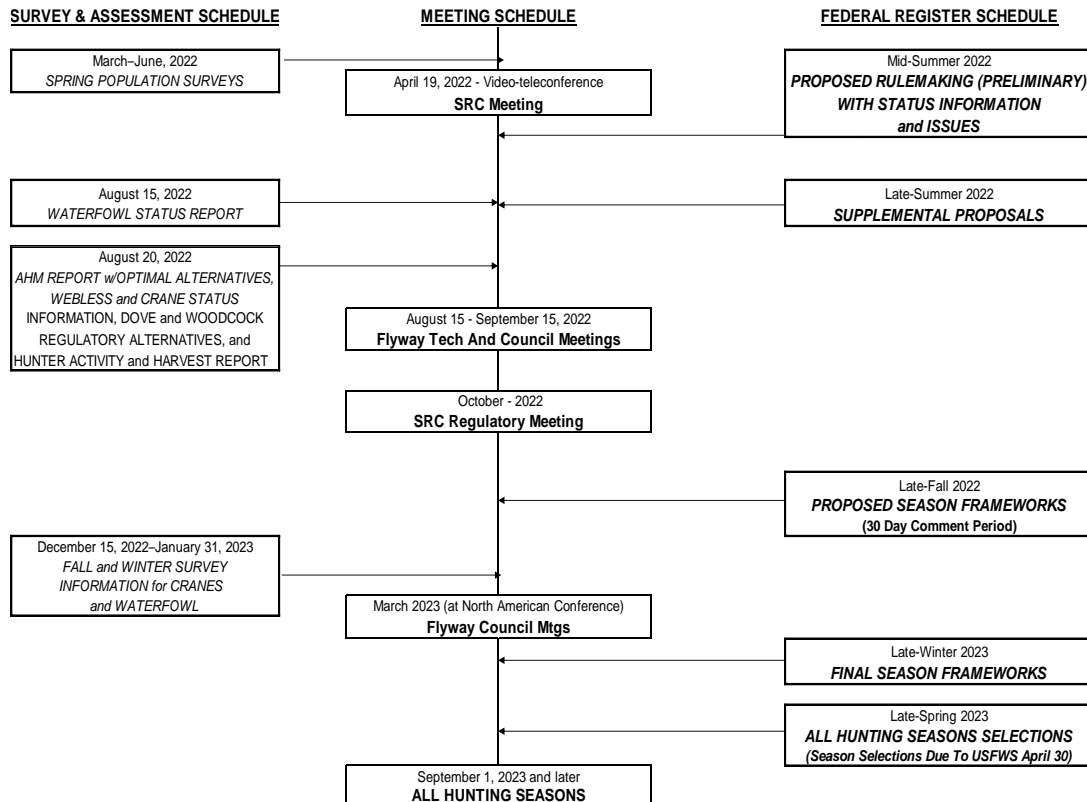 SURVEY & ASSESSMENT SCHEDULE
MEETING SCHEDULE
FEDERAL REGISTER SCHEDULE
March–June, 2022
SPRING POPULATION SURVEYS
April 19, 2022 - Video-teleconference
SRC Meeting
Mid-Summer 2022
PROPOSED RULEMAKING (PRELIMINARY)
WITH STATUS INFORMATION
and ISSUES
August 15, 2022
WATERFOWL STATUS REPORT
Late-Summer 2022
SUPPLEMENTAL PROPOSALS
August 20, 2022
AHM REPORT w/OPTIMAL ALTERNATIVES,
WEBLESS and CRANE STATUS
INFORMATION, DOVE and WOODCOCK
REGULATORY ALTERNATIVES, and
HUNTER ACTIVITY and HARVEST REPORT
August 15 - September 15, 2022
Flyway Tech And Council Meetings
October - 2022
SRC Regulatory Meeting
Late-Fall 2022
PROPOSED SEASON FRAMEWORKS
(30 Day Comment Period)
December 15, 2022–January 31, 2023
FALL and WINTER SURVEY
INFORMATION for CRANES
and WATERFOWL
March 2023 (at North American Conference)
Flyway Council Mtgs
Late-Winter 2023
FINAL SEASON FRAMEWORKS
Late-Spring 2023
ALL HUNTING SEASONS SELECTIONS
(Season Selections Due To USFWS April 30)
September 1, 2023 and later
ALL HUNTING SEASONS